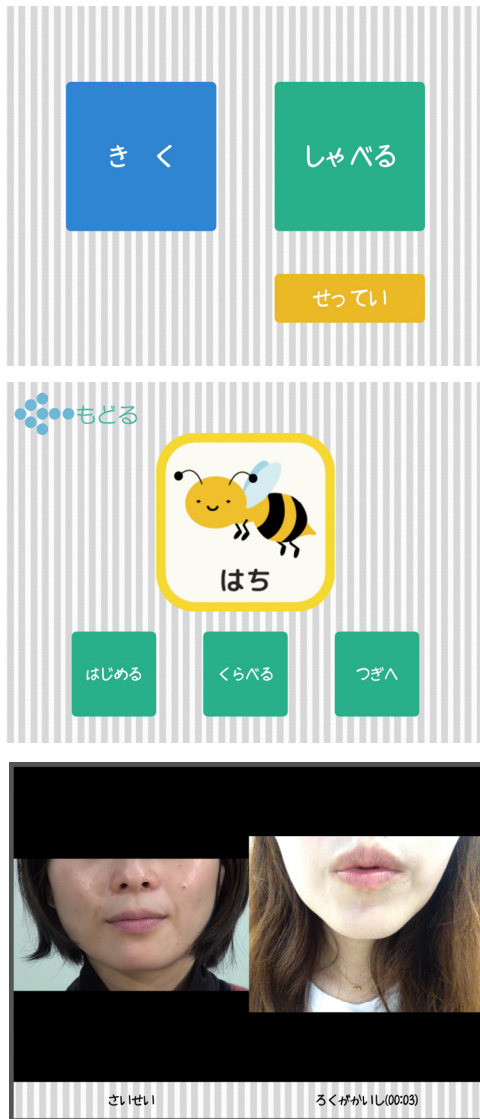 き く
しゃべる
せってい
もどる
はち
はじめる
くらべる
つぎへ
さいせい
ろくがかいし(00:03)